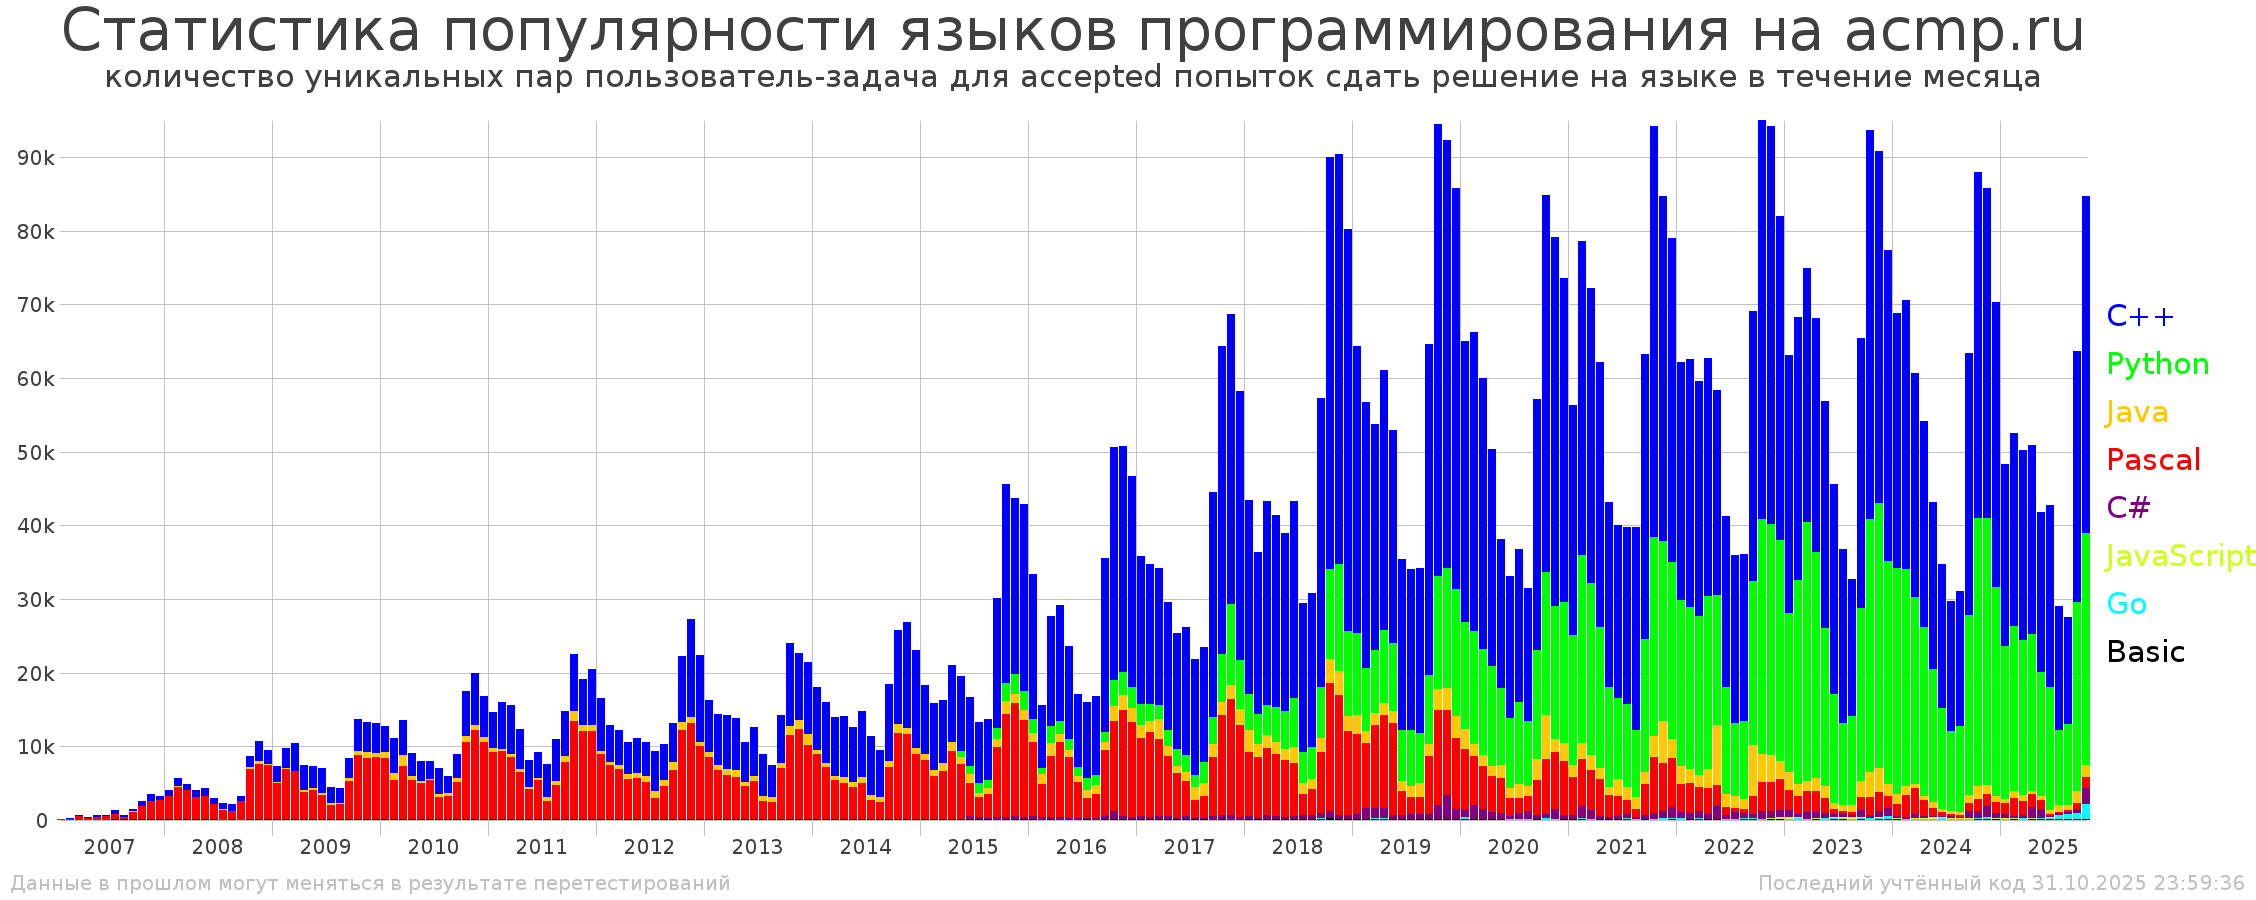 Статистика популярности языков программирования на acmp.ru
количество уникальных пар пользователь-задача для accepted попыток сдать решение на языке в течение месяца
90k
80k
70k
60k
50k
40k
30k
20k
10k
0
C++
Python
Java
Pascal
C#
JavaScript
Go
Basic
2007 2008 2009 2010 2011 2012 2013 2014 2015 2016 2017 2018 2019 2020 2021 2022 2023 2024 2025
Данные в прошлом могут меняться в результате перетестирований
Последний учтённый код 31.10.2025 23:59:36